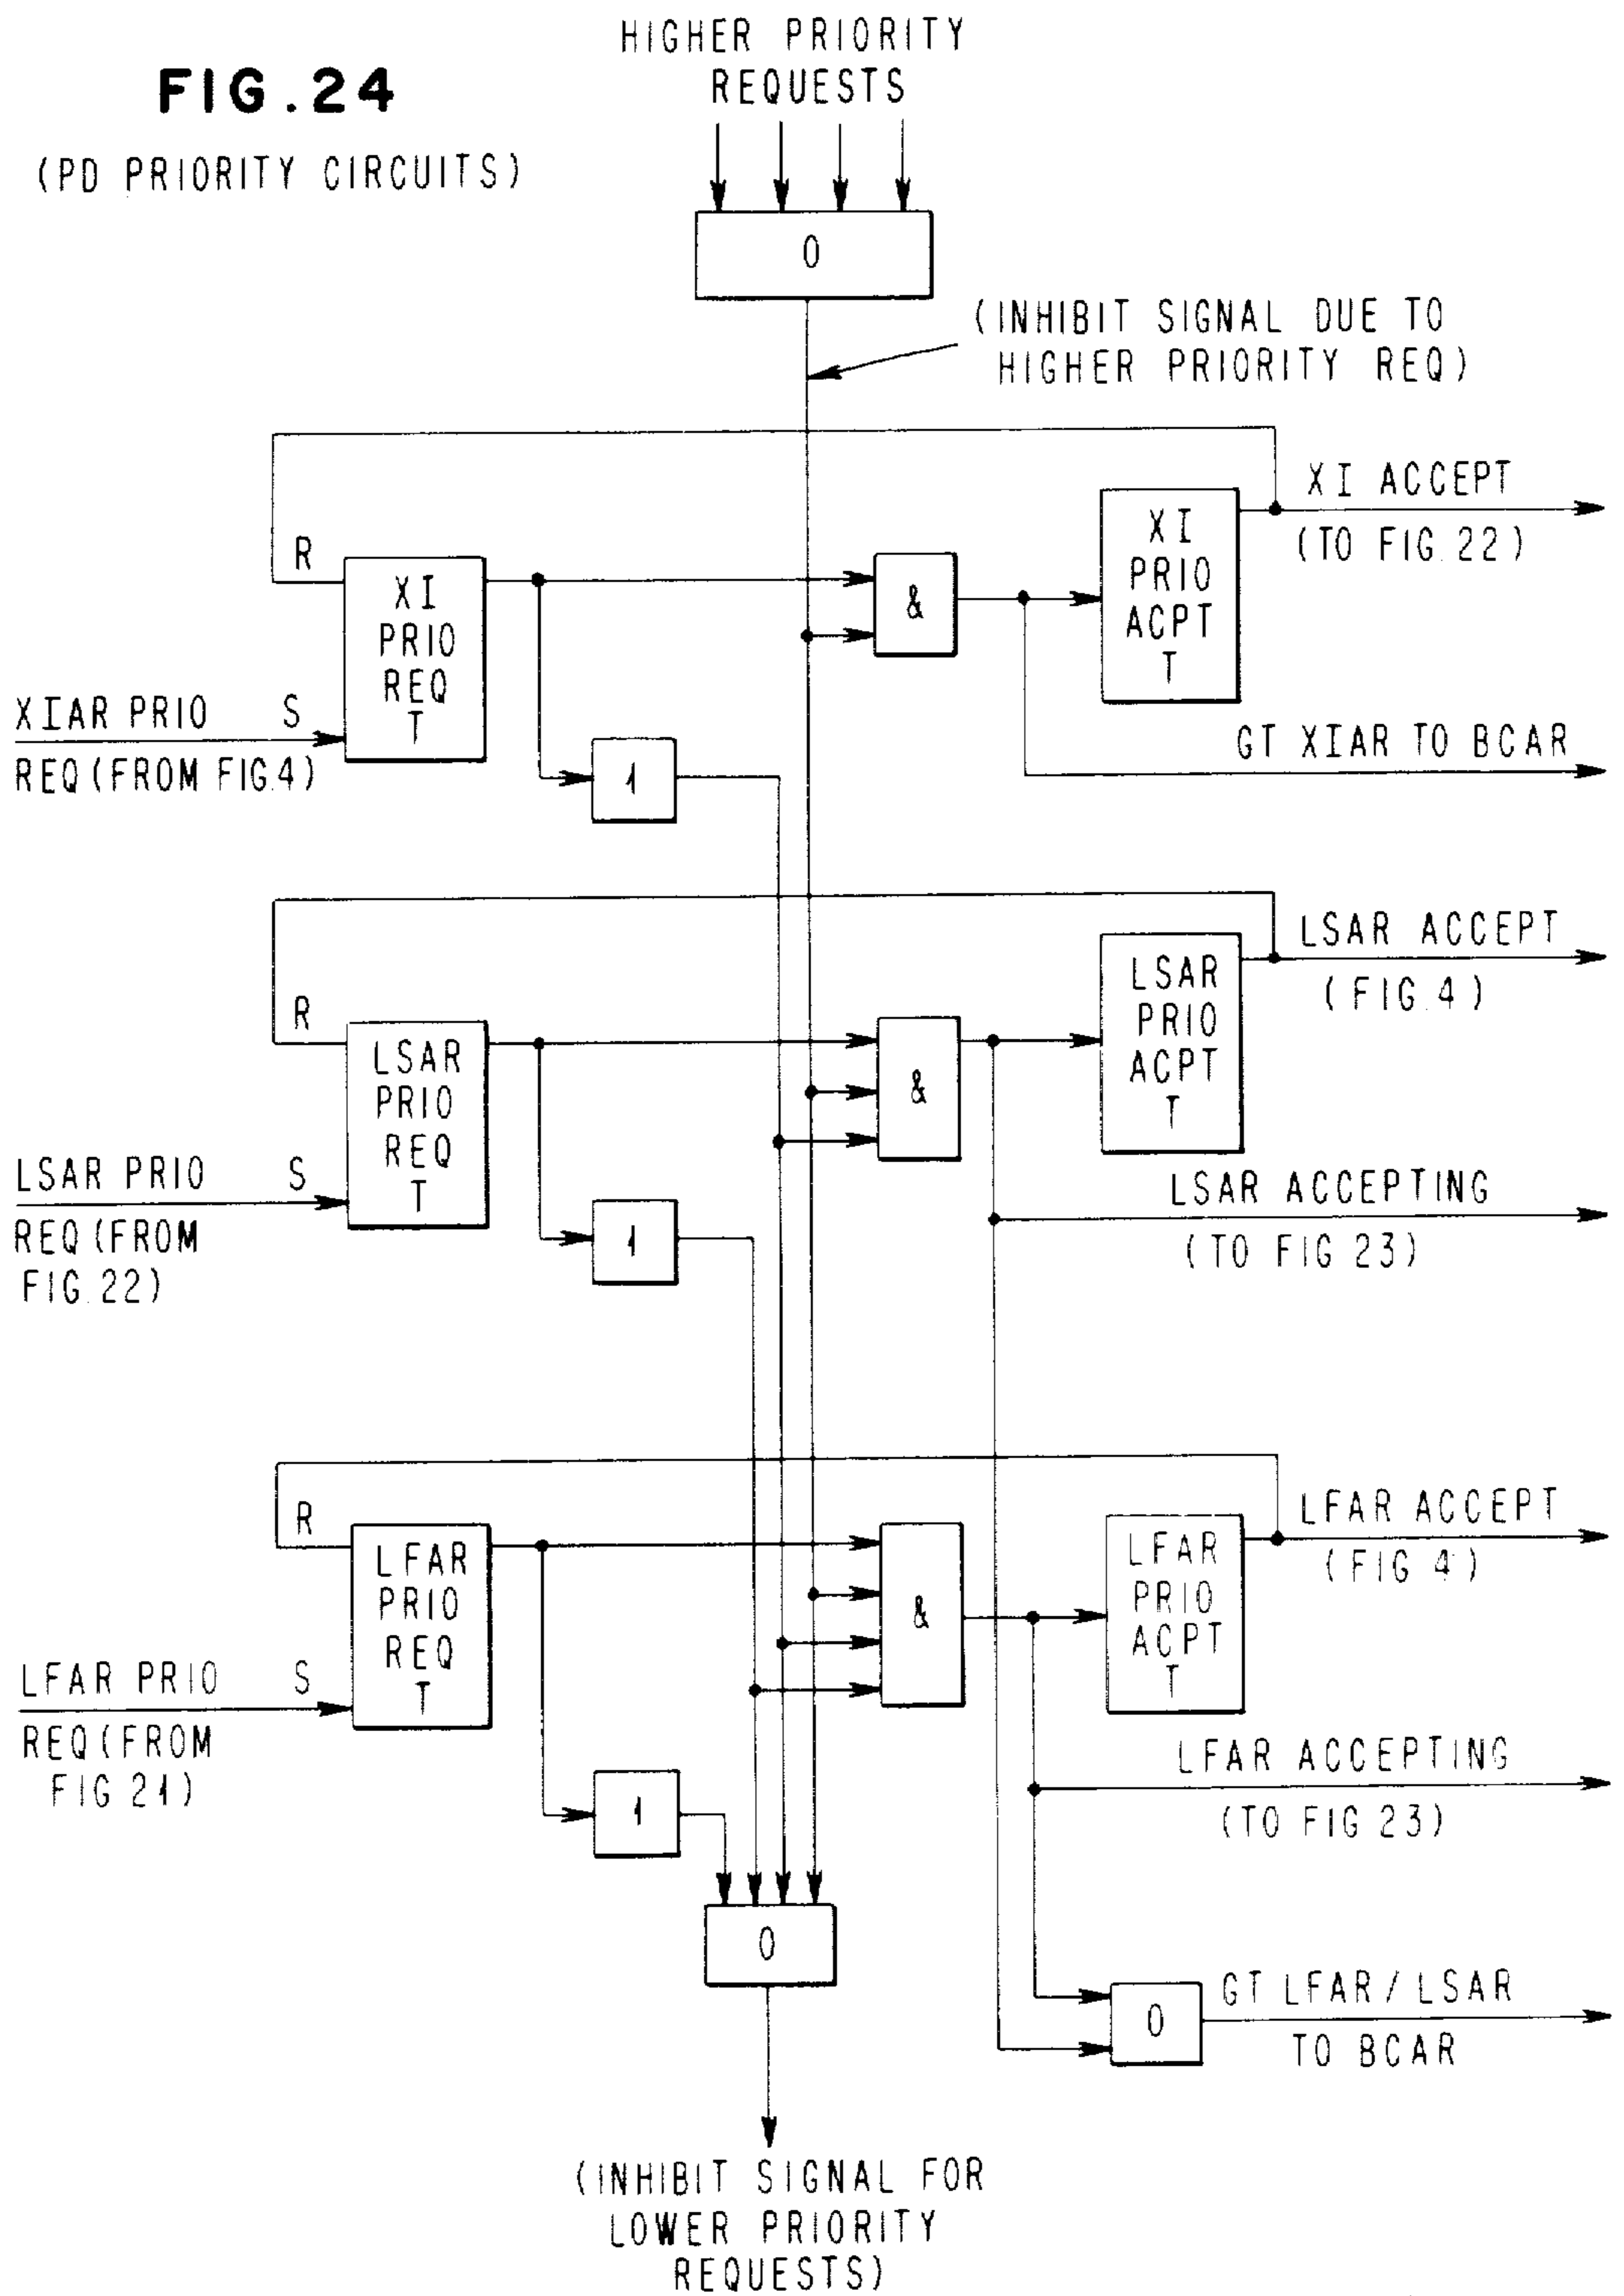 FIG.24
(PD PRIORITY CIRCUITS)
HIGHER PRIORITY
REQUESTS
O
(INHIBIT SIGNAL DUE TO
HIGHER PRIORITY REQ)
R
XI
PRIO
REQ
T
XIAR PRIO S
REQ (FROM FIG.4)
1
&
XI
PRIO
ACPT
T
XI ACCEPT
(TO FIG.22)
GT XIAR TO BCAR
R
LSAR
PRIO
REQ
T
LSAR PRIO S
REQ (FROM
FIG.22)
1
&
LSAR
PRIO
ACPT
T
LSAR ACCEPT
(FIG.4)
LSAR ACCEPTING
(TO FIG 23)
R
LFAR
PRIO
REQ
T
LFAR PRIO S
REQ (FROM
FIG 21)
1
&
LFAR
PRIO
ACPT
T
LFAR ACCEPT
(FIG 4)
LFAR ACCEPTING
(TO FIG 23)
O
O
GT LFAR/LSAR
TO BCAR
(INHIBIT SIGNAL FOR
LOWER PRIORITY
REQUESTS)